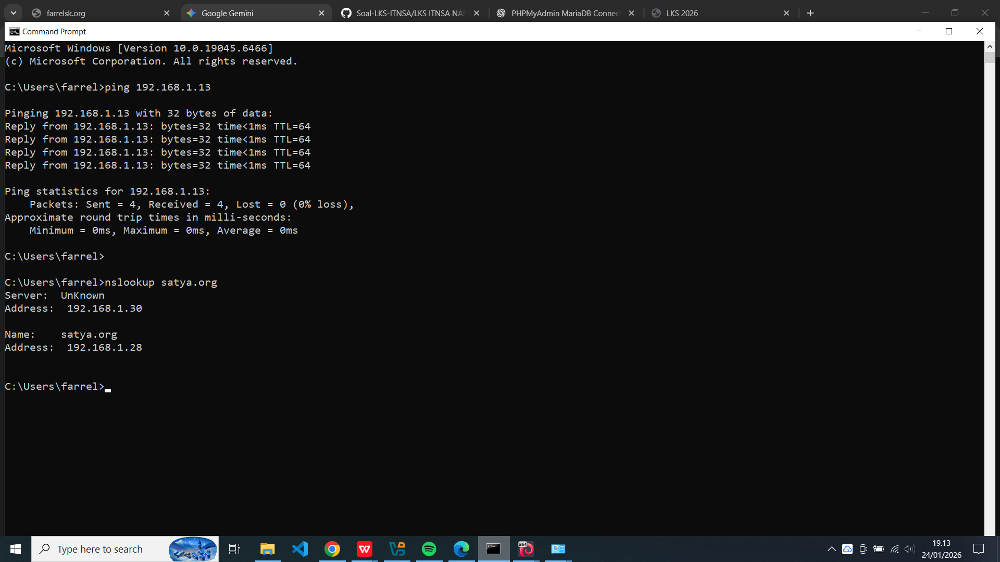 farrelsk.org
Google Gemini
Soal-LKS-ITNSA/LKS ITNSA NAS
PHPMyAdmin MariaDB Connec
LKS 2026
Command Prompt
Microsoft Windows [Version 10.0.19045.6466]
(c) Microsoft Corporation. All rights reserved.
C:\Users\farrel>ping 192.168.1.13
Pinging 192.168.1.13 with 32 bytes of data:
Reply from 192.168.1.13: bytes=32 time<1ms TTL=64
Reply from 192.168.1.13: bytes=32 time<1ms TTL=64
Reply from 192.168.1.13: bytes=32 time<1ms TTL=64
Reply from 192.168.1.13: bytes=32 time<1ms TTL=64
Ping statistics for 192.168.1.13:
    Packets: Sent = 4, Received = 4, Lost = 0 (0% loss),
Approximate round trip times in milli-seconds:
    Minimum = 0ms, Maximum = 0ms, Average = 0ms
C:\Users\farrel>
C:\Users\farrel>nslookup satya.org
Server:  UnKnown
Address:  192.168.1.30
Name:    satya.org
Address:  192.168.1.28
C:\Users\farrel>
Type here to search
x64
19.13
24/01/2026